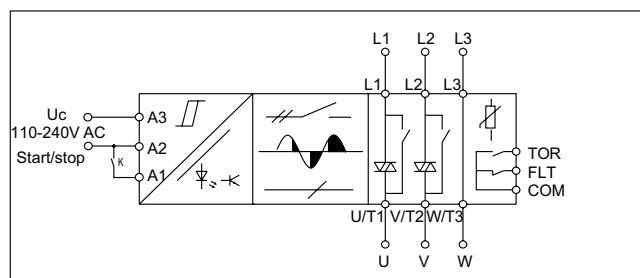 L1 L2 L3
L1 L2 L3
Uc
110-240V AC
Start/stop
K
A3
A2
A1
TOR
FLT
COM
U/T1 V/T2 W/T3
U V W